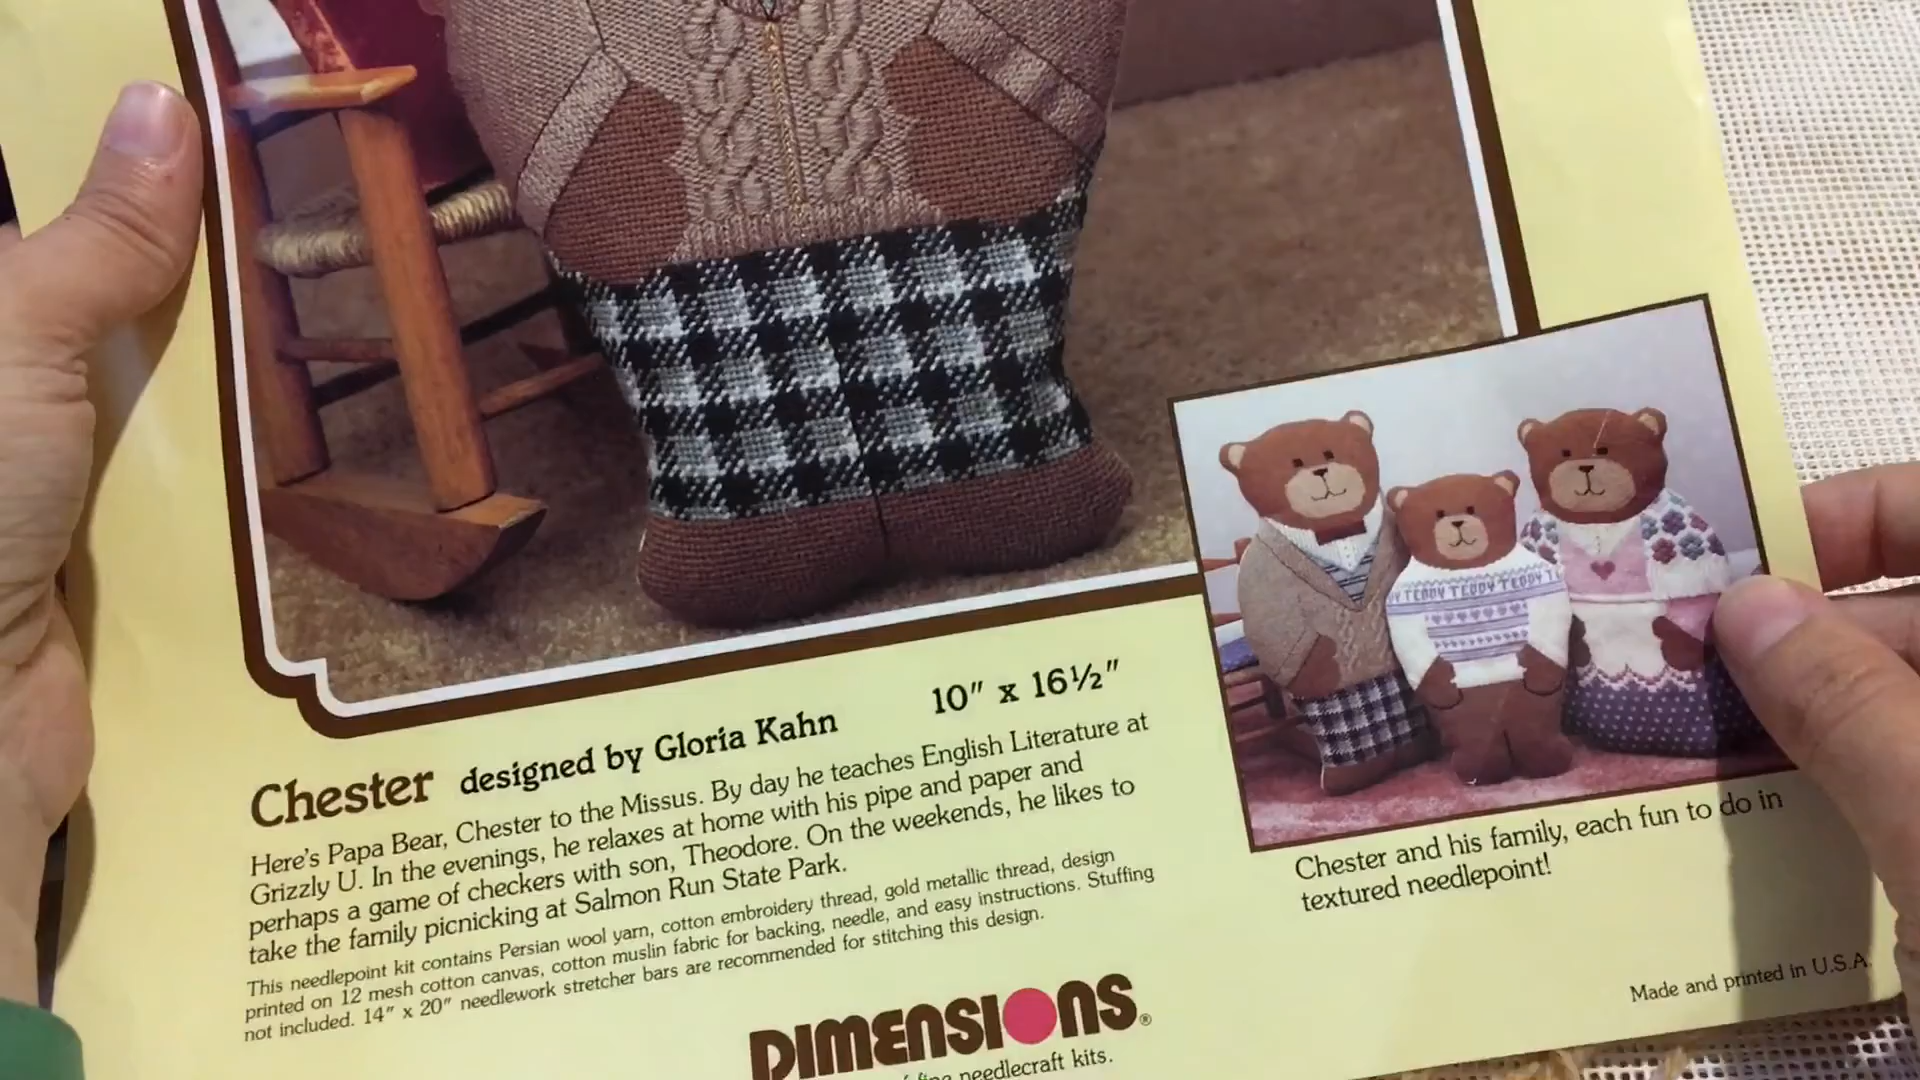 TEDDY TEDDY TEDDY
Chester designed by Gloria Kahn 10" x 16½"
Here's Papa Bear, Chester to the Missus. By day he teaches English Literature at
Grizzly U. In the evenings, he relaxes at home with his pipe and paper and
perhaps a game of checkers with son, Theodore. On the weekends, he likes to
take the family picnicking at Salmon Run State Park.
This needlepoint kit contains Persian wool yarn, cotton embroidery thread, gold metallic thread, design
printed on 12 mesh cotton canvas, cotton muslin fabric for backing, needle, and easy instructions. Stuffing
not included. 14" x 20" needlework stretcher bars are recommended for stitching this design.
Chester and his family, each fun to do in
textured needlepoint!
Made and printed in U.S.A.
DIMENSIONS®
needlecraft kits.